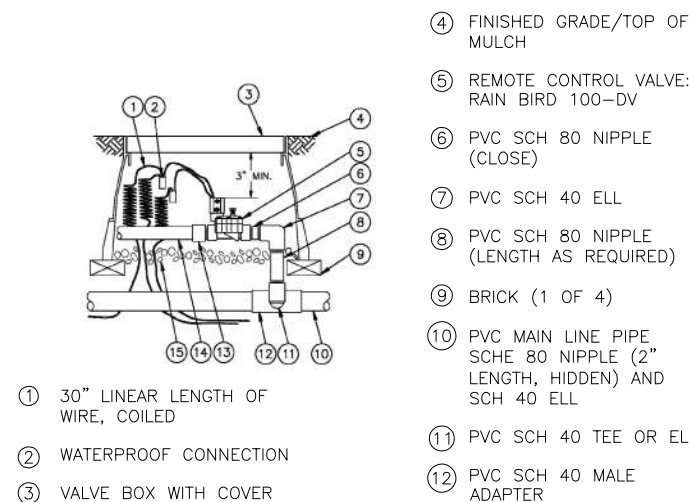 1
2
3
4
5
6
7
8
9
3" MIN.
15
14
13
12
11
10
1 30" LINEAR LENGTH OF
WIRE, COILED
2 WATERPROOF CONNECTION
3 VALVE BOX WITH COVER
4 FINISHED GRADE/TOP OF
MULCH
5 REMOTE CONTROL VALVE:
RAIN BIRD 100-DV
6 PVC SCH 80 NIPPLE
(CLOSE)
7 PVC SCH 40 ELL
8 PVC SCH 80 NIPPLE
(LENGTH AS REQUIRED)
9 BRICK (1 OF 4)
10 PVC MAIN LINE PIPE
SCHE 80 NIPPLE (2"
LENGTH, HIDDEN) AND
SCH 40 ELL
11 PVC SCH 40 TEE OR EL
12 PVC SCH 40 MALE
ADAPTER